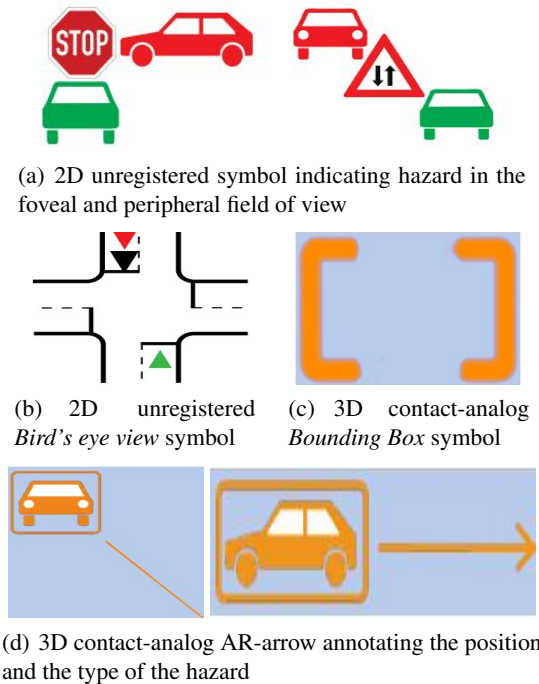 STOP
(a) 2D unregistered symbol indicating hazard in the
foveal and peripheral field of view
(b) 2D unregistered
Bird's eye view symbol
(c) 3D contact-analog
Bounding Box symbol
(d) 3D contact-analog AR-arrow annotating the position
and the type of the hazard